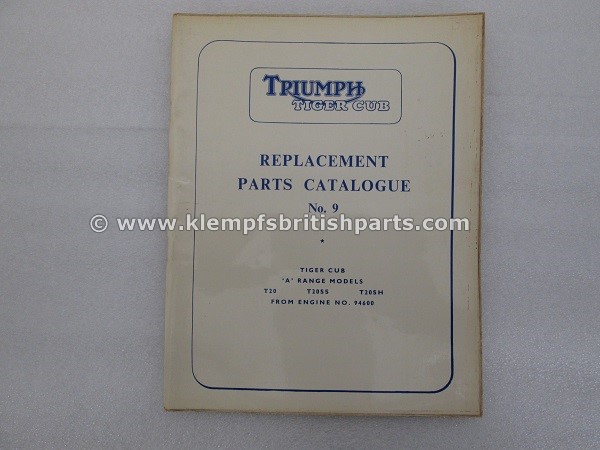 TRIUMPH
TIGER CUB
REPLACEMENT
PARTS CATALOGUE
No. 9
© www.klempfsbritishparts.com
TIGER CUB
'A' RANGE MODELS
T20 T20SS T20SH
FROM ENGINE NO. 94600